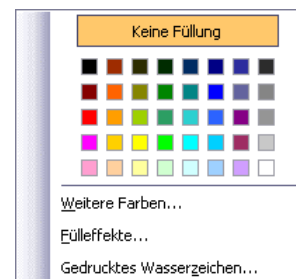 Keine Füllung
Weitere Farben...
Fülleffekte...
Gedrucktes Wasserzeichen...